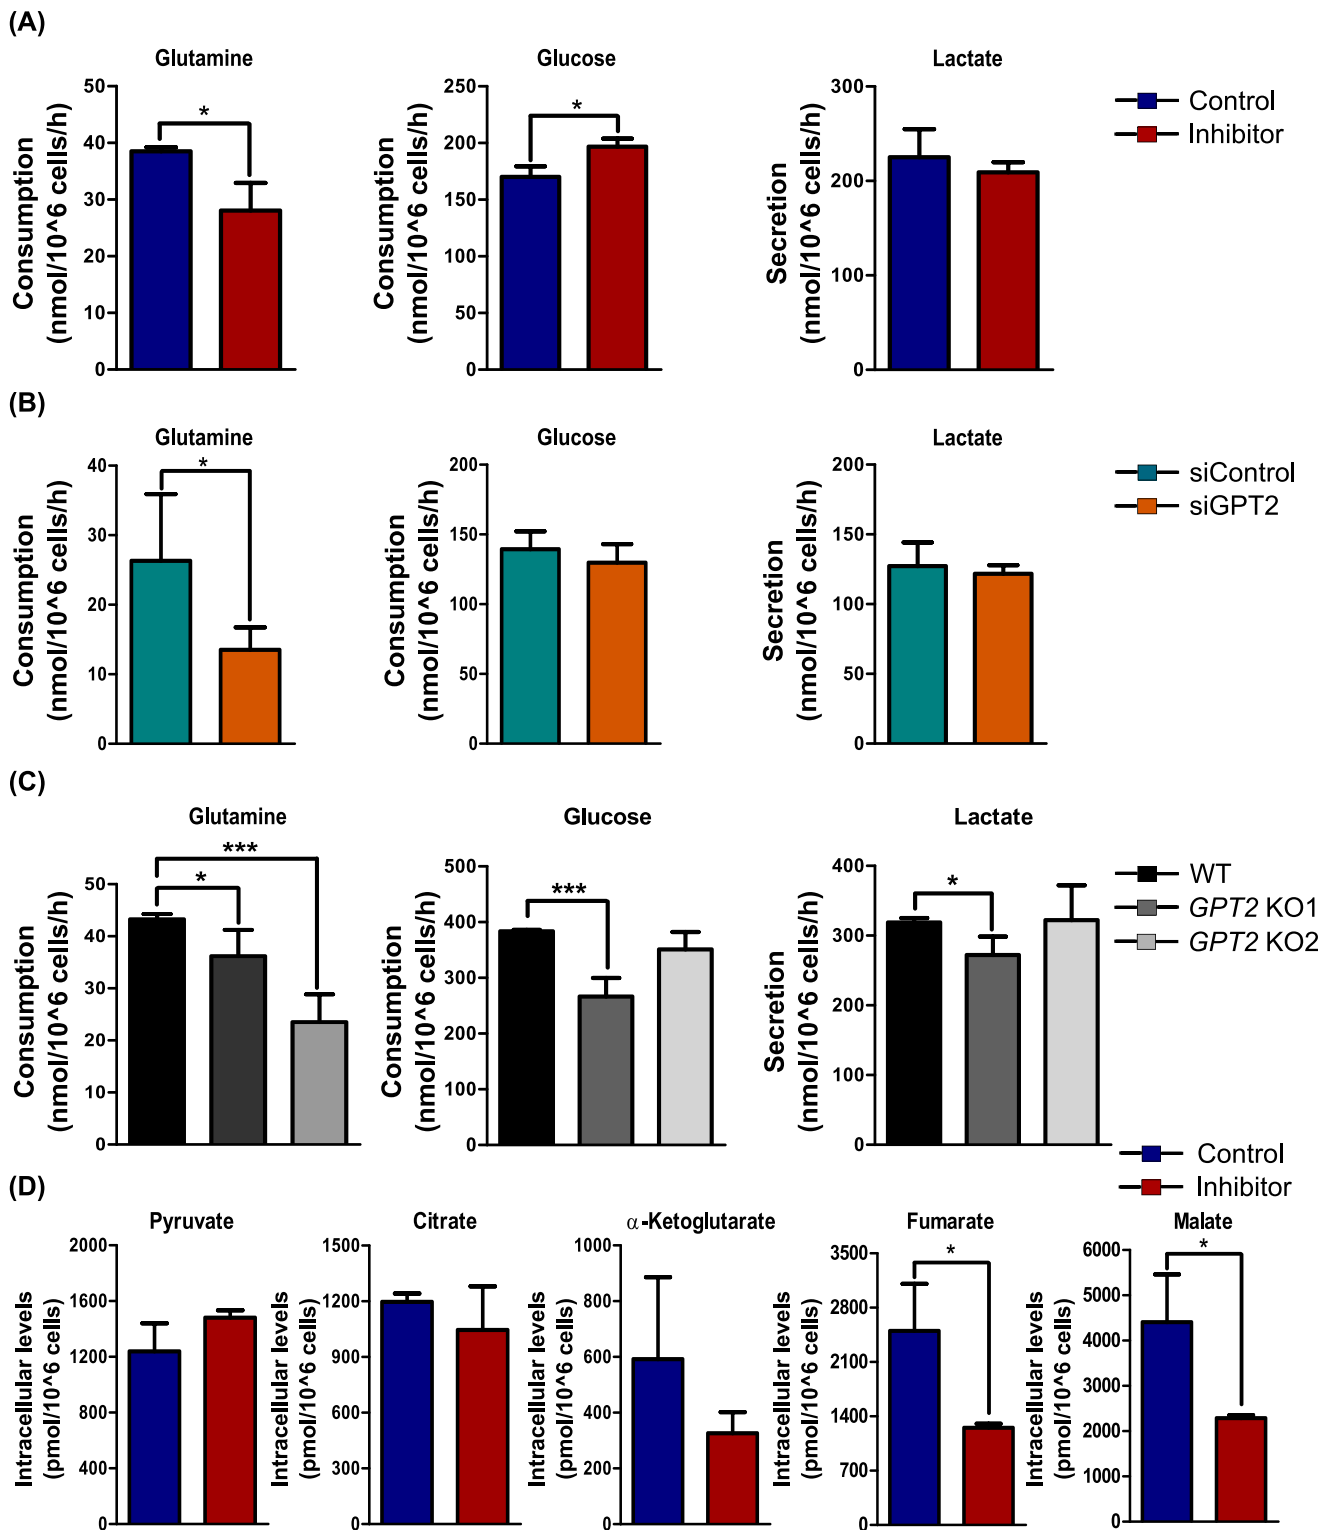 (A)
Glutamine
Consumption
(nmol/10^6 cells/h)
50
40
30
20
10
0
*
Glucose
Consumption
(nmol/10^6 cells/h)
250
200
150
100
50
0
*
Lactate
Secretion
(nmol/10^6 cells/h)
300
200
100
0
Control
Inhibitor
(B)
Glutamine
Consumption
(nmol/10^6 cells/h)
40
30
20
10
0
*
Glucose
Consumption
(nmol/10^6 cells/h)
200
150
100
50
0
Lactate
Secretion
(nmol/10^6 cells/h)
200
150
100
50
0
siControl
siGPT2
(C)
Glutamine
Consumption
(nmol/10^6 cells/h)
50
40
30
20
10
0
***
*
Glucose
Consumption
(nmol/10^6 cells/h)
500
400
300
200
100
0
***
Lactate
Secretion
(nmol/10^6 cells/h)
400
300
200
100
0
*
WT
GPT2 KO1
GPT2 KO2
Control
Inhibitor
(D)
Pyruvate
Intracellular levels
(pmol/10^6 cells)
2000
1600
1200
800
400
0
Citrate
Intracellular levels
(pmol/10^6 cells)
1500
1200
900
600
300
0
α-Ketoglutarate
Intracellular levels
(pmol/10^6 cells)
1000
800
600
400
200
0
Fumarate
Intracellular levels
(pmol/10^6 cells)
3500
2800
2100
1400
700
0
*
Malate
Intracellular levels
(pmol/10^6 cells)
6000
5000
4000
3000
2000
1000
0
*